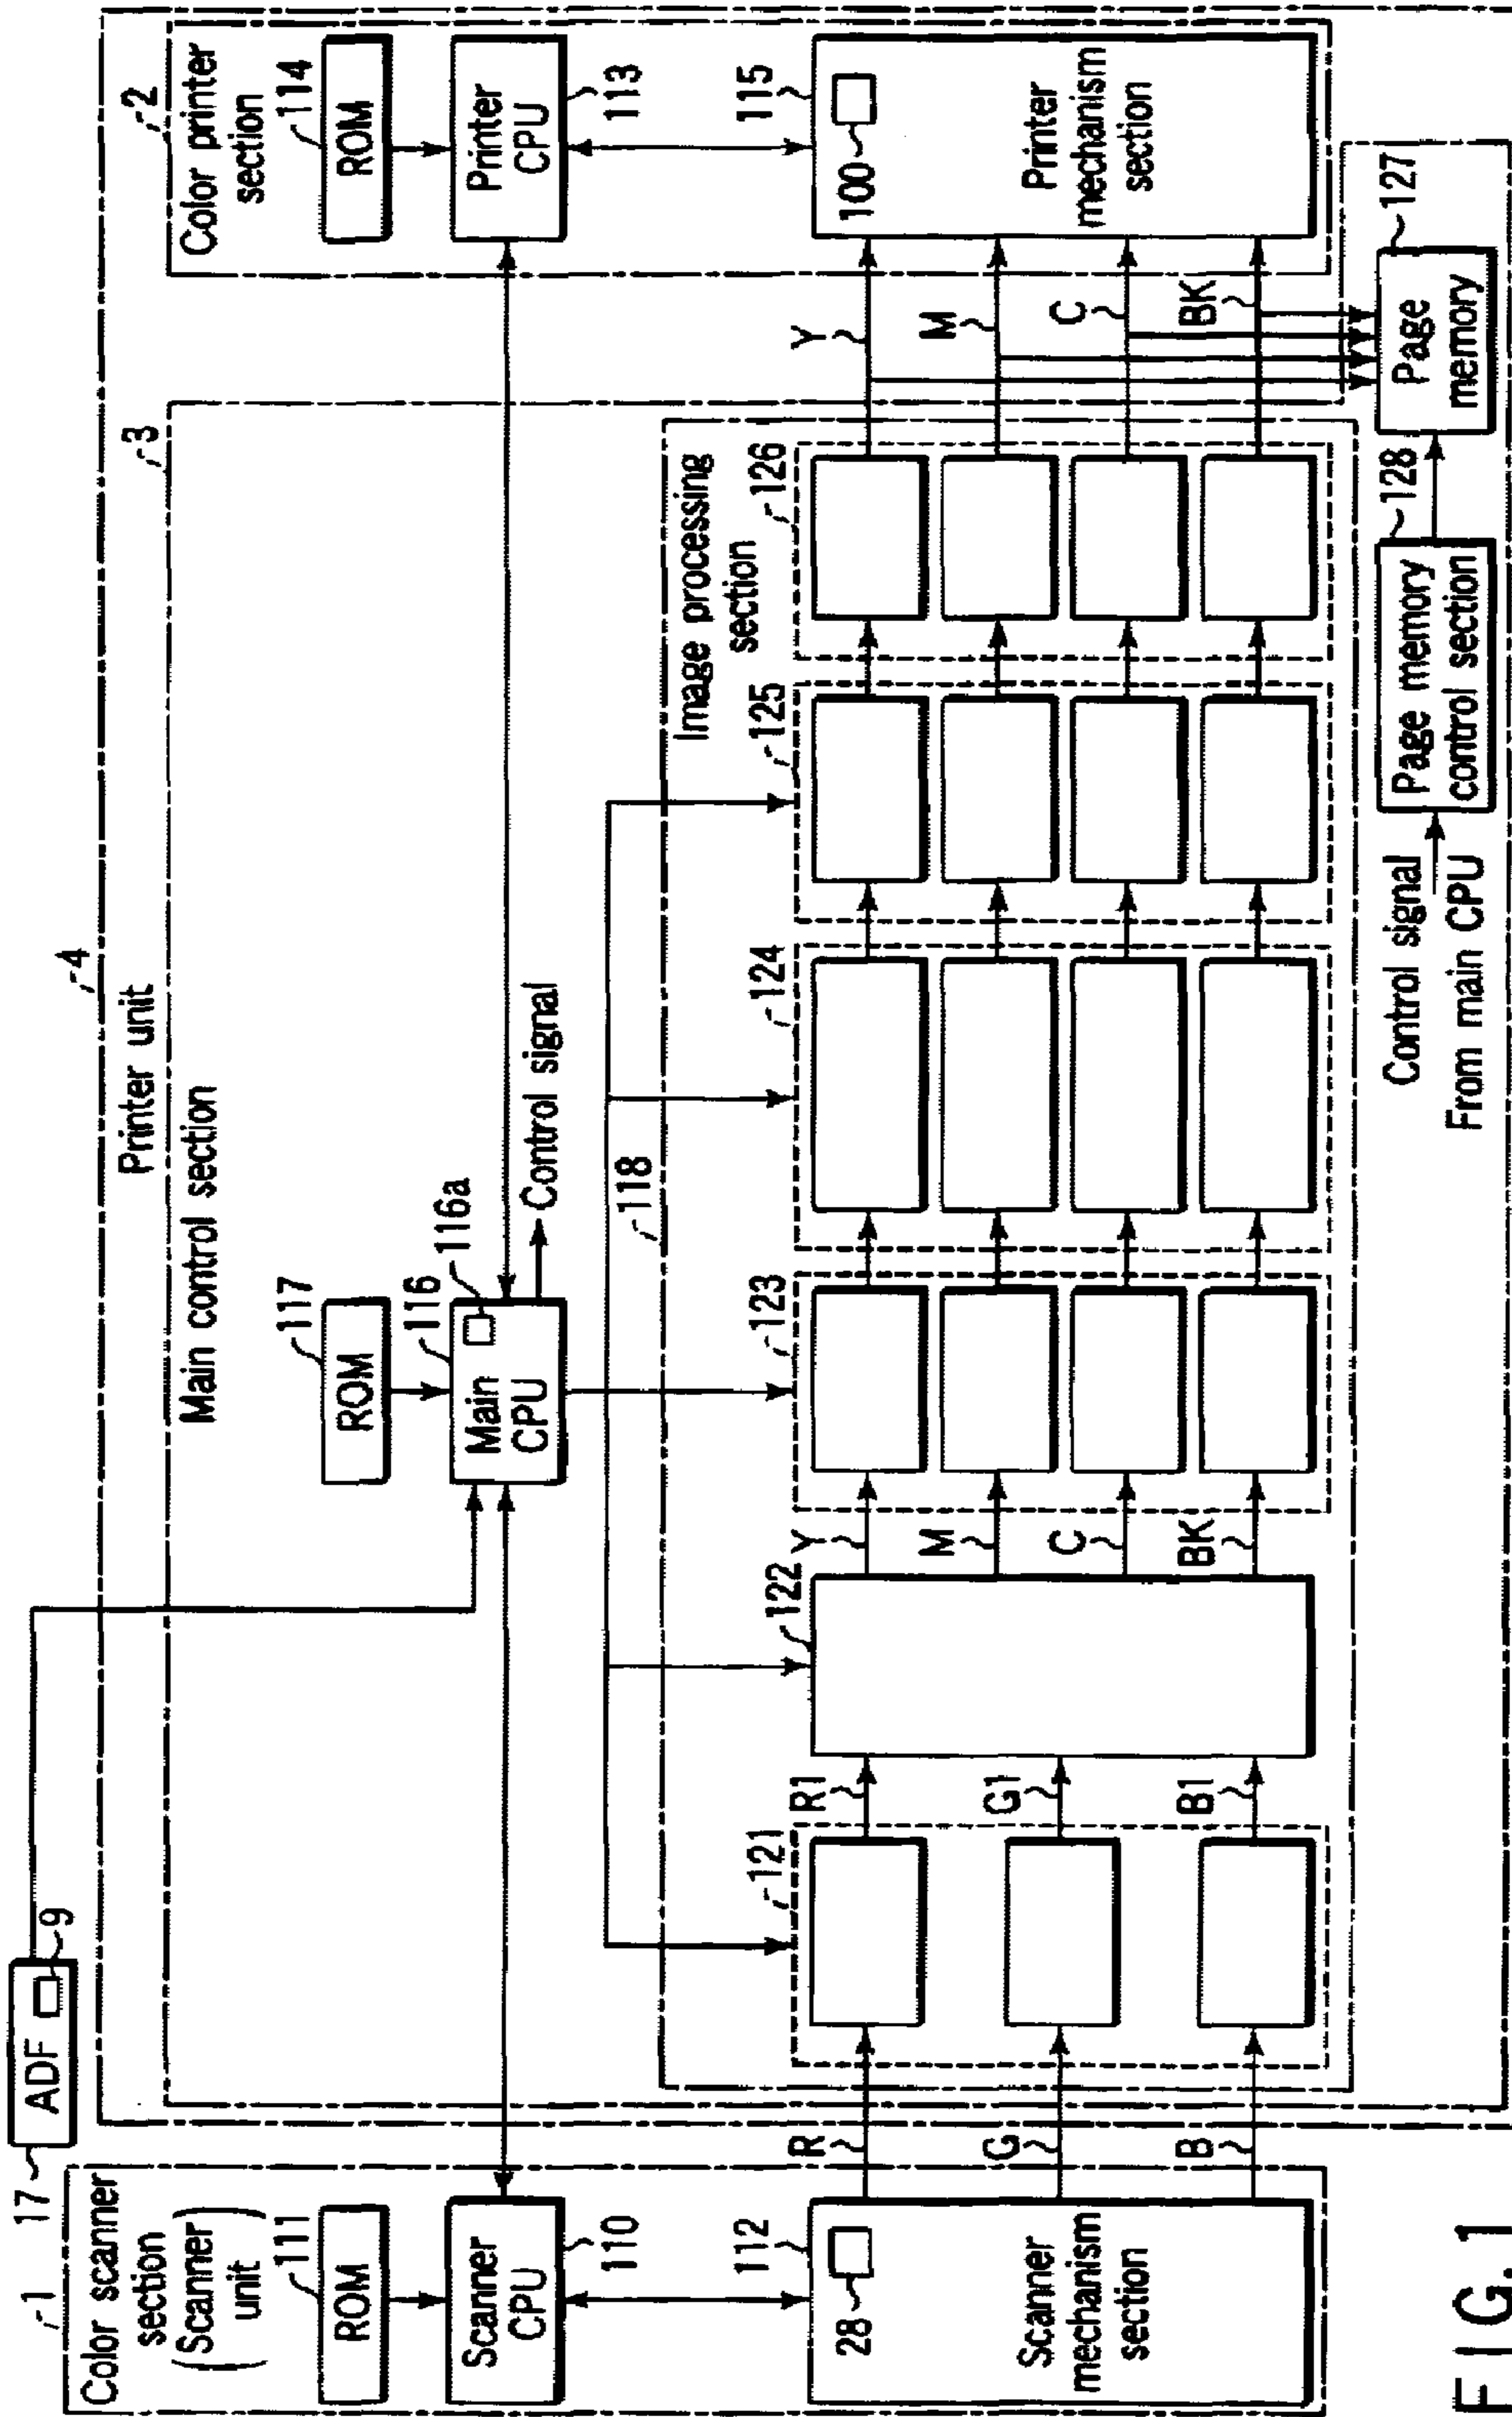 17
ADF
9
1
Color scanner
section
(Scanner
unit)
111
ROM
Scanner
CPU
110
112
28
Scanner
mechanism
section
R
G
B
4
Printer unit
3
Main control section
117
ROM
116
116a
Main
CPU
Control signal
118
Image processing
section
121
R1
G1
B1
122
Y
M
C
BK
123
124
125
126
Y
M
C
BK
2
Color printer
section
114
ROM
Printer
CPU
113
115
100
Printer
mechanism
section
Control signal
From main CPU
128
Page memory
control section
127
Page
memory
FIG. 1